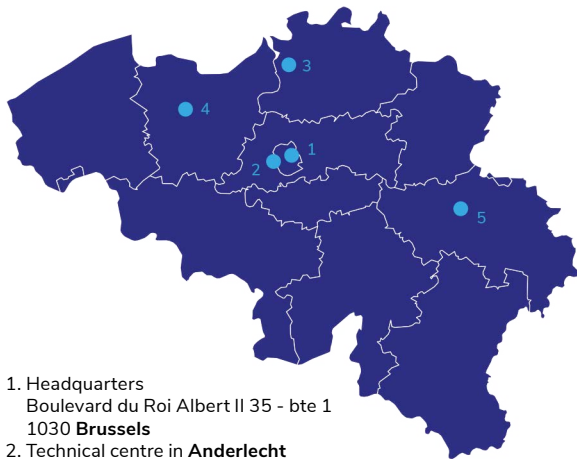 3
4
1
2
5
1. Headquarters
Boulevard du Roi Albert II 35 - bte 1
1030 Brussels
2. Technical centre in Anderlecht